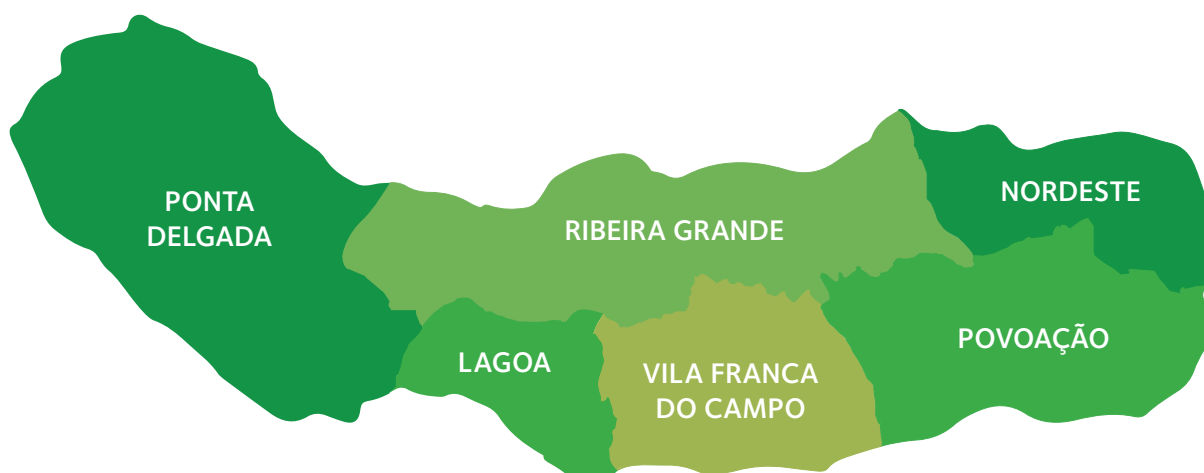 PONTA
DELGADA
RIBEIRA GRANDE
NORDESTE
LAGOA
VILA FRANCA
DO CAMPO
POVOAÇÃO